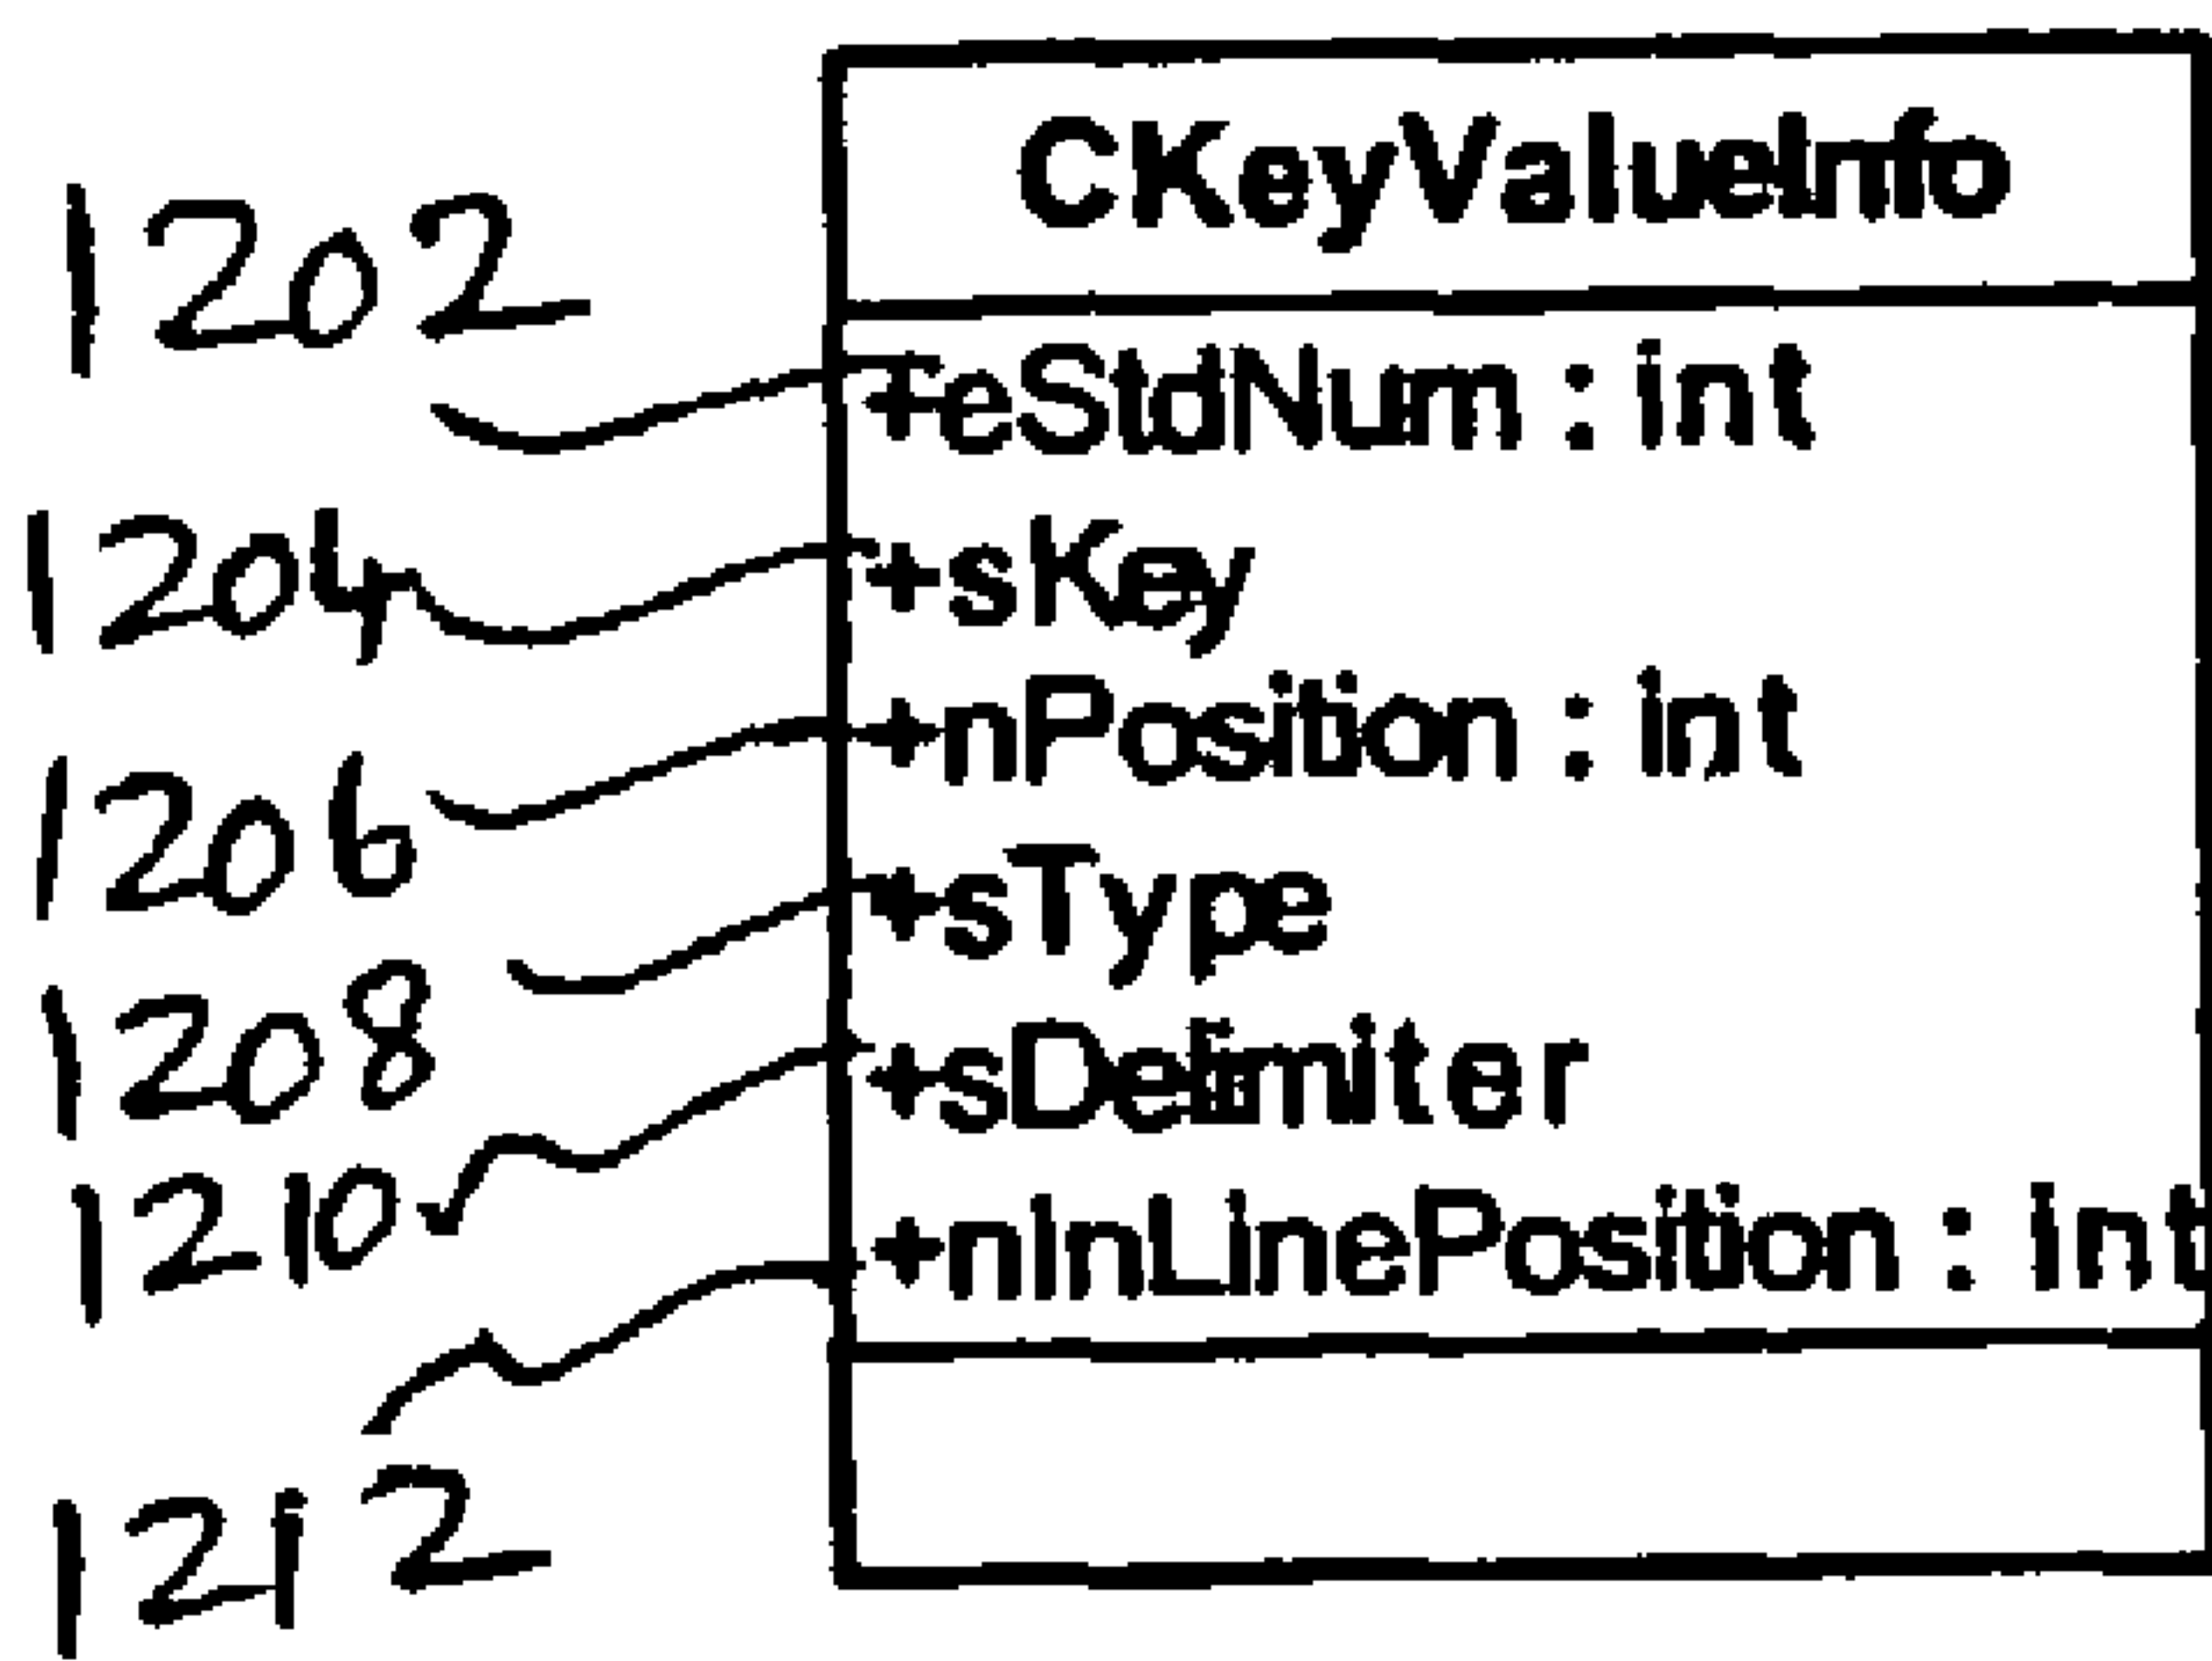 CKeyValueInfo
1202
+eStdNum : int
1204
+sKey
+nPosition : int
1206
+sType
1208
+sDelimiter
1210
+nInLinePosition : int
1212